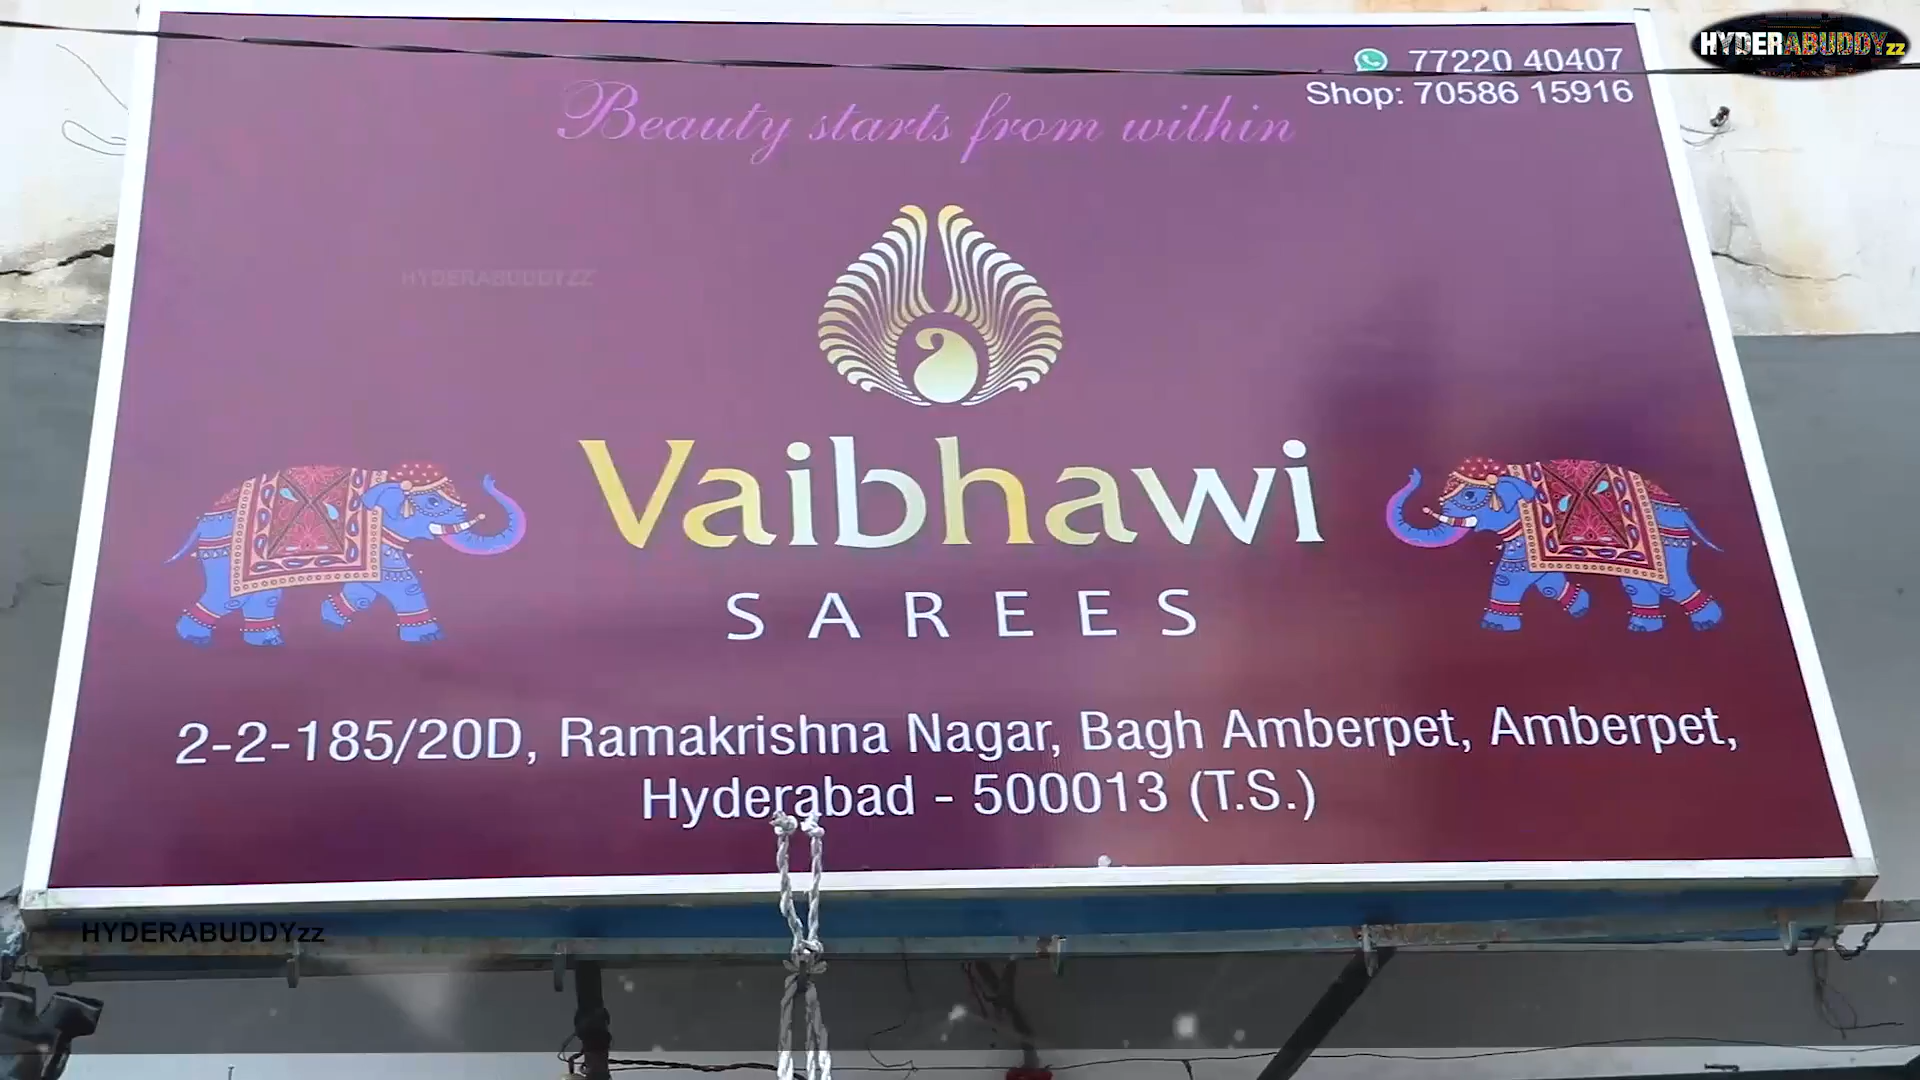 HYDERABUDDYzz
77220 40407
Shop: 70586 15916
Beauty starts from within
HYDERABUDDYZZ
Vaibhawi
SAREES
2-2-185/20D, Ramakrishna Nagar, Bagh Amberpet, Amberpet,
Hyderabad - 500013 (T.S.)
HYDERABUDDYzz